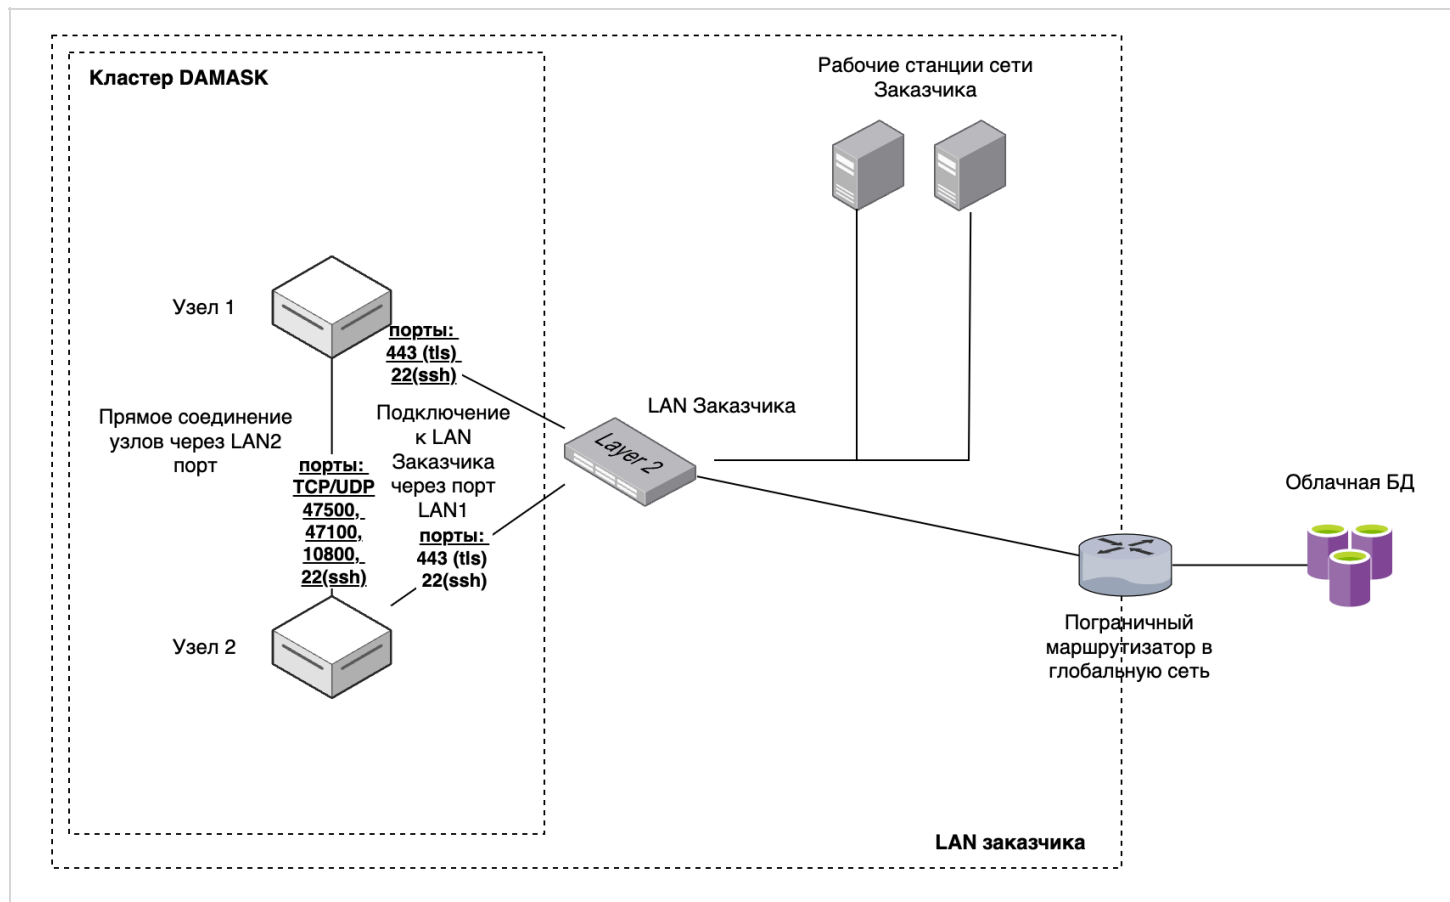 Кластер DAMASK
Рабочие станции сети
Заказчика
Узел 1
порты:
443 (tls)
22(ssh)
Прямое соединение
узлов через LAN2
порт
Подключение
к LAN
Заказчика
через порт
LAN1
LAN Заказчика
Layer 2
порты:
TCP/UDP
47500,
47100,
10800,
22(ssh)
порты:
443 (tls)
22(ssh)
Облачная БД
Узел 2
Пограничный
маршрутизатор в
глобальную сеть
LAN заказчика